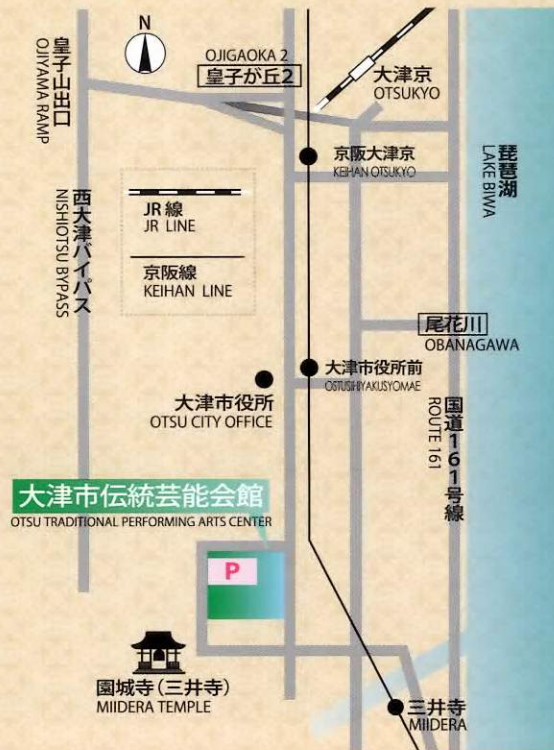 N
皇子山出口
OJIYAMA RAMP
OJIGAOKA 2
皇子が丘2
大津京
OTSUKYO
京阪大津京
KEIHAN OTSUKYO
琵琶湖
LAKE BIWA
西大津バイパス
NISHIOTSU BYPASS
JR線
JR LINE
京阪線
KEIHAN LINE
尾花川
OBANAGAWA
大津市役所前
OSTUSHIYAKUSYOMAE
大津市役所
OTSU CITY OFFICE
国道161号線
ROUTE 161
大津市伝統芸能会館
OTSU TRADITIONAL PERFORMING ARTS CENTER
P
園城寺(三井寺)
MIIDERA TEMPLE
三井寺
MIIDERA